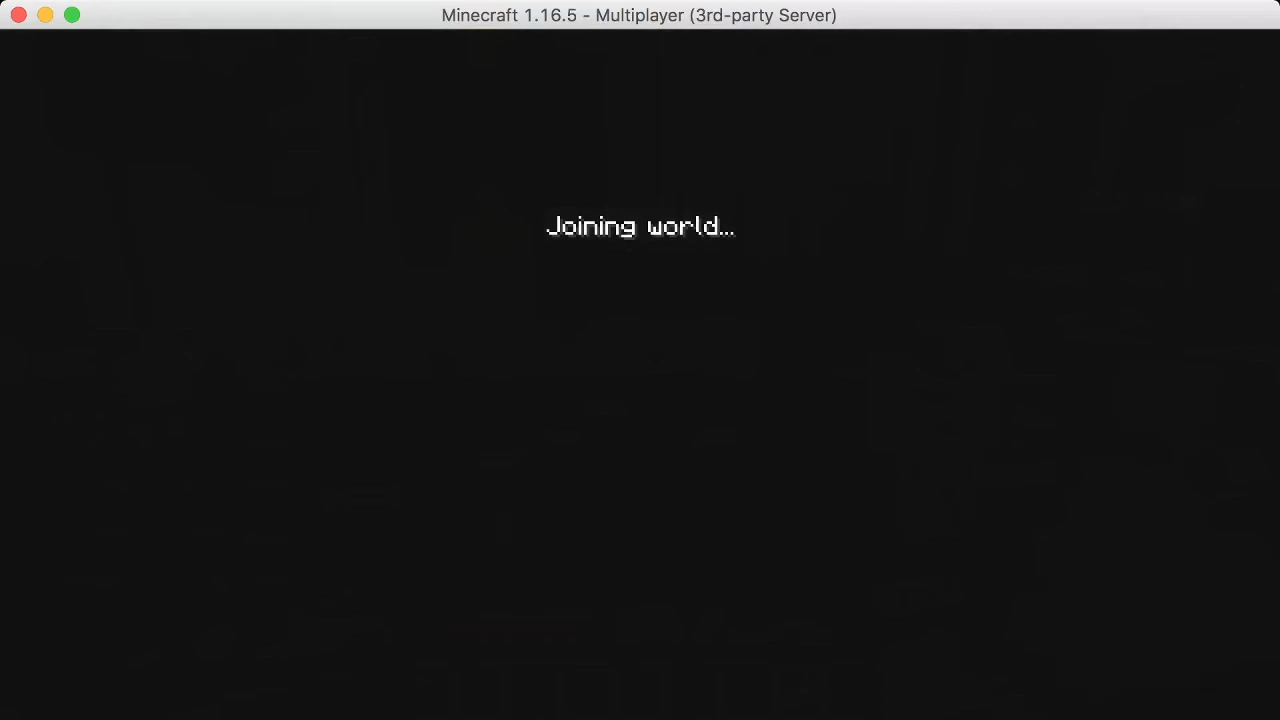 Minecraft 1.16.5 - Multiplayer (3rd-party Server)
Joining world...